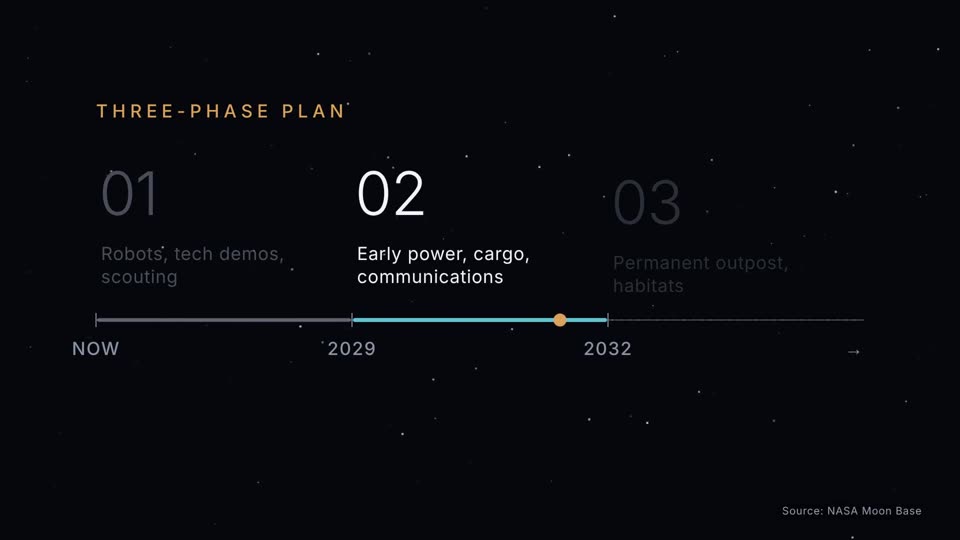 THREE-PHASE PLAN
01
Robots, tech demos,
scouting
02
Early power, cargo,
communications
03
Permanent outpost,
habitats
NOW
2029
2032
→
Source: NASA Moon Base